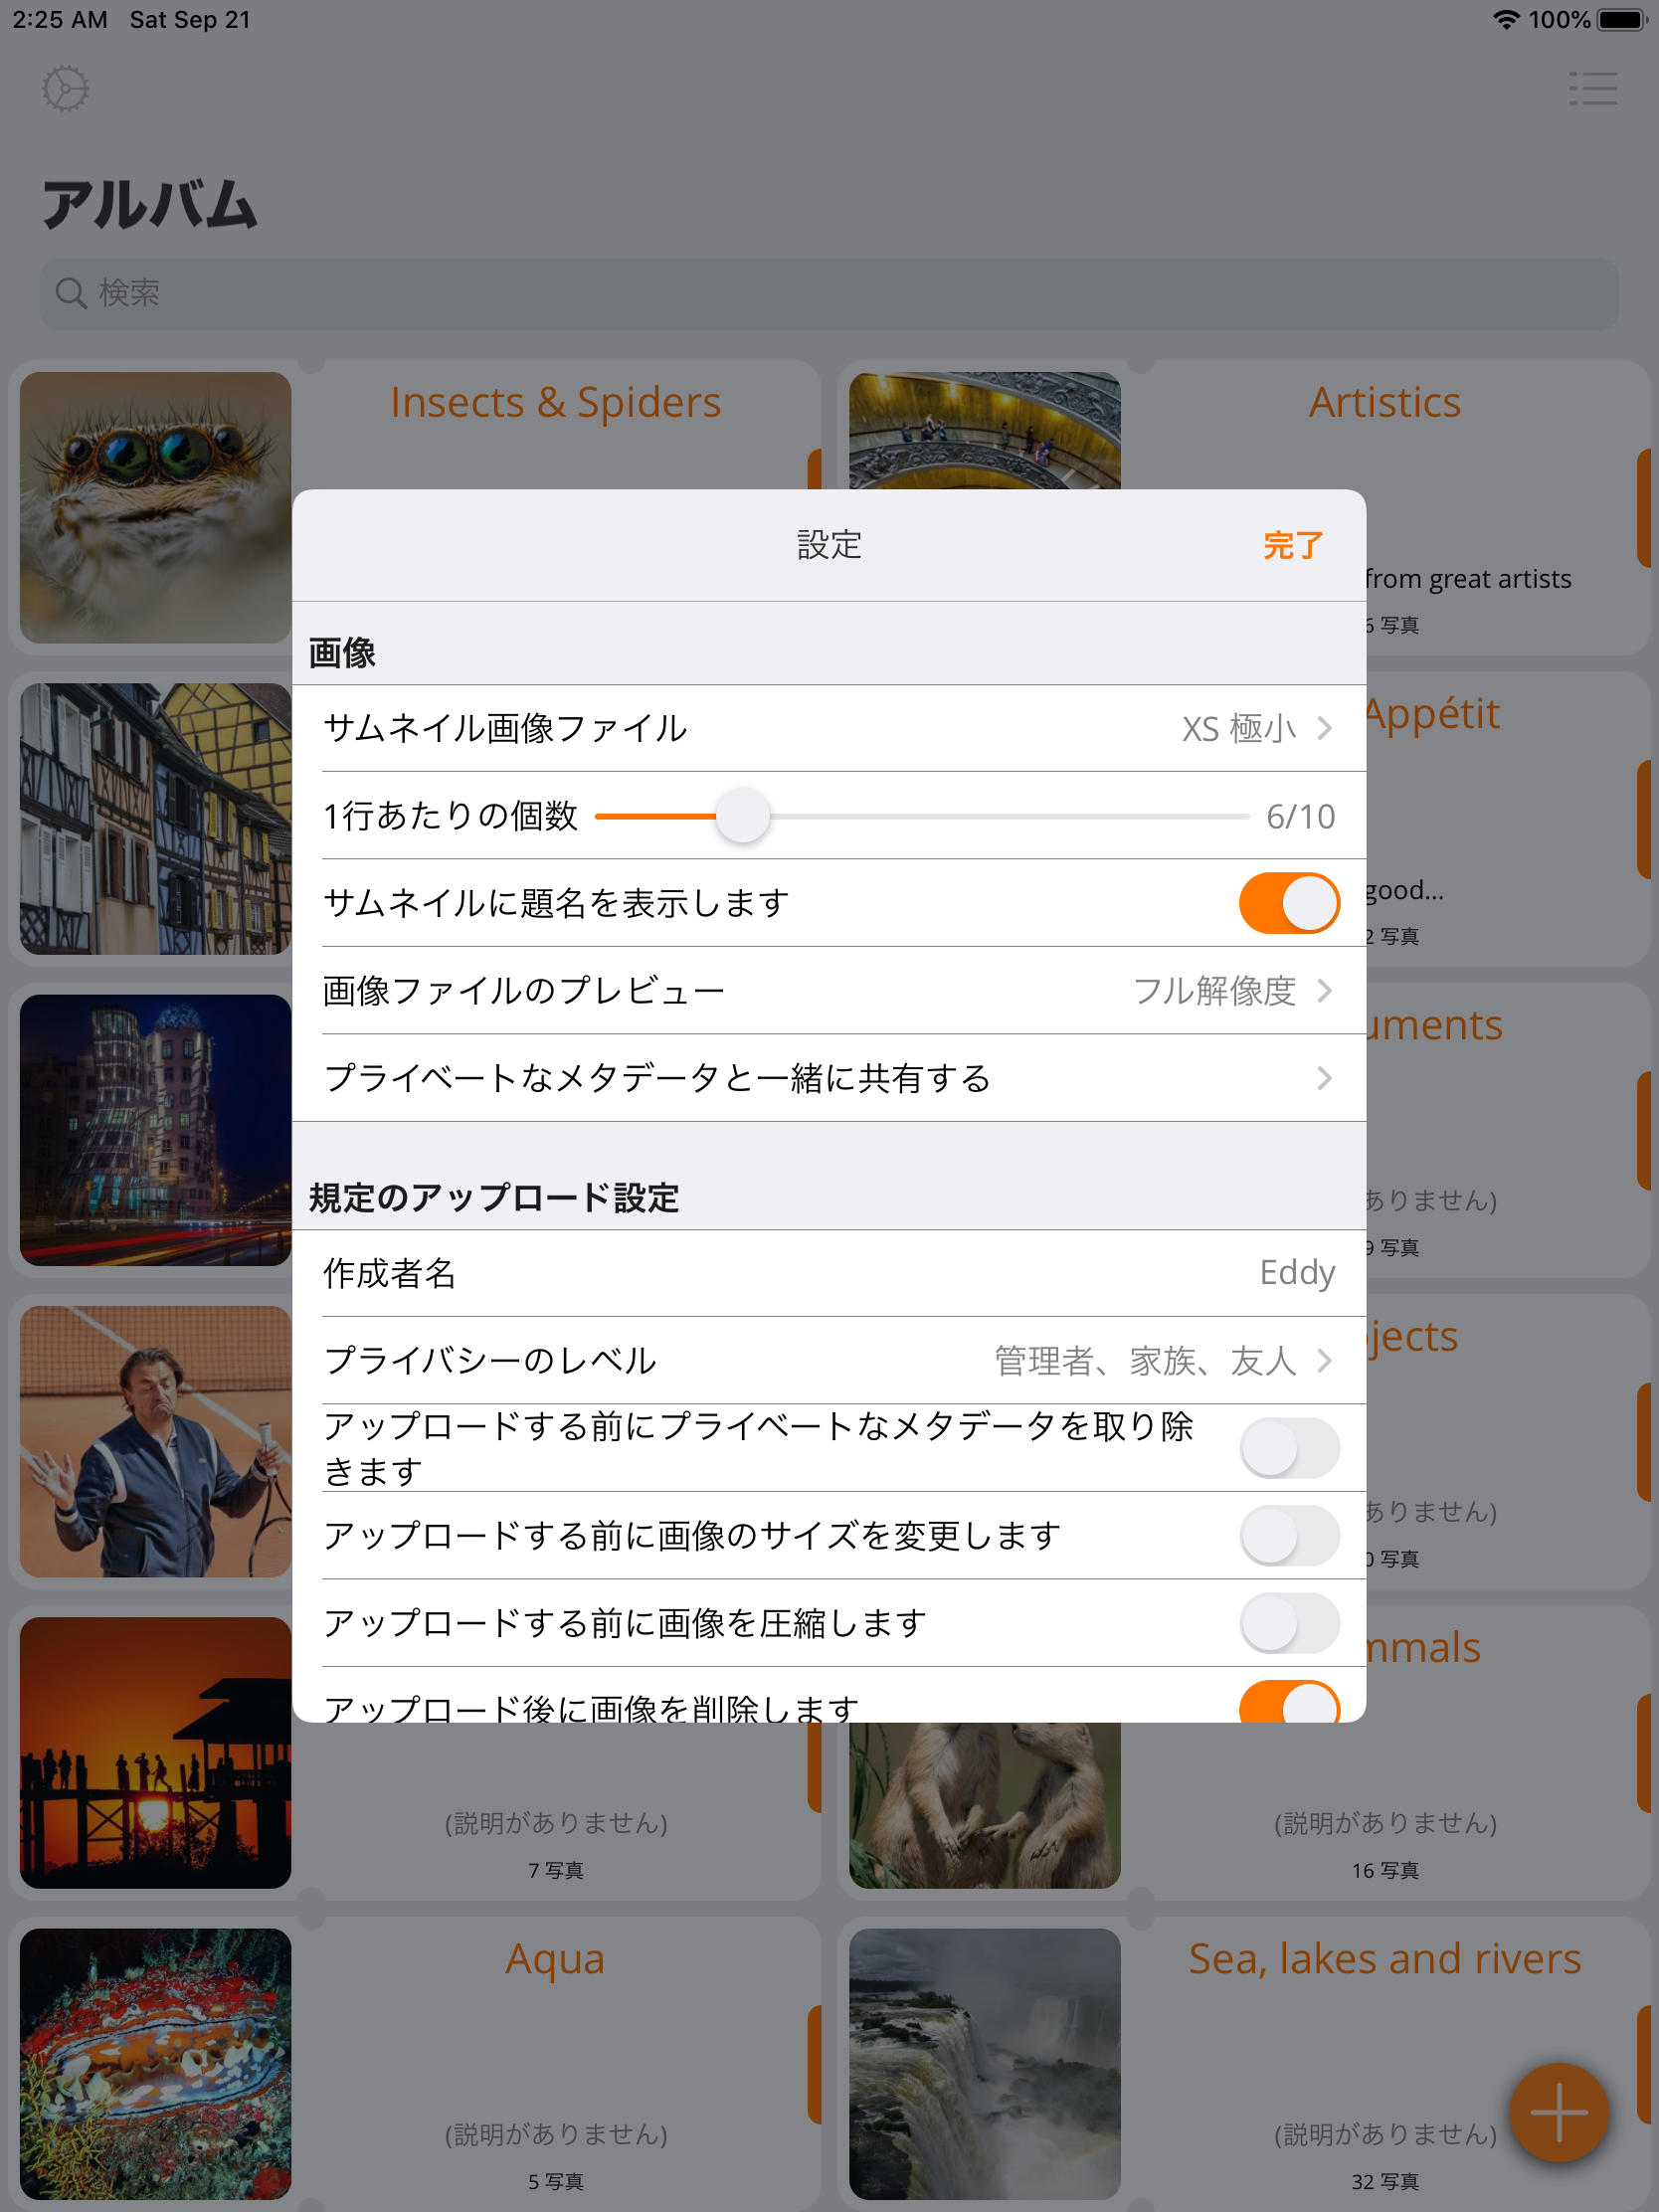 2:25 AM Sat Sep 21
100%
アルバム
検索
Insects & Spiders
Artistics
from great artists
6 写真
Appétit
good...
2 写真
uments
ありません)
9 写真
jects
ありません)
0 写真
mmals
設定
完了
画像
サムネイル画像ファイル
XS 極小
1行あたりの個数
6/10
サムネイルに題名を表示します
画像ファイルのプレビュー
フル解像度
プライベートなメタデータと一緒に共有する
規定のアップロード設定
作成者名
Eddy
プライバシーのレベル
管理者、家族、友人
アップロードする前にプライベートなメタデータを取り除
きます
アップロードする前に画像のサイズを変更します
アップロードする前に画像を圧縮します
アップロード後に画像を削除します
(説明がありません)
7 写真
(説明がありません)
16 写真
Aqua
(説明がありません)
5 写真
Sea, lakes and rivers
(説明がありません)
32 写真